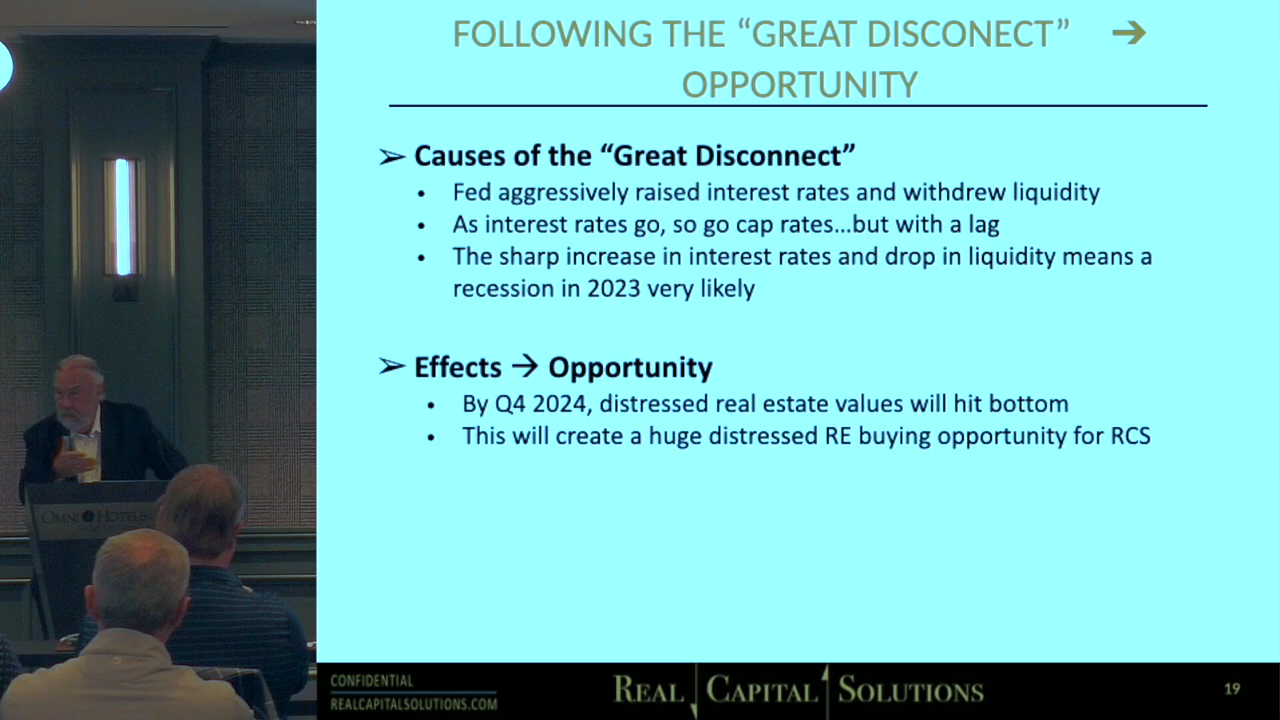 FOLLOWING THE “GREAT DISCONECT” ➔
OPPORTUNITY
➢ Causes of the “Great Disconnect”
• Fed aggressively raised interest rates and withdrew liquidity
• As interest rates go, so go cap rates…but with a lag
• The sharp increase in interest rates and drop in liquidity means a
recession in 2023 very likely
➢ Effects → Opportunity
• By Q4 2024, distressed real estate values will hit bottom
• This will create a huge distressed RE buying opportunity for RCS
OMNI HOTELS
CONFIDENTIAL
REALCAPITALSOLUTIONS.COM
REAL CAPITAL SOLUTIONS
19